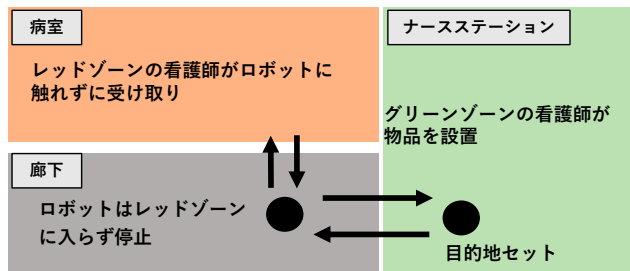 病室
レッドゾーンの看護師がロボットに
触れずに受け取り
ナースステーション
グリーンゾーンの看護師が
物品を設置
廊下
ロボットはレッドゾーン
に入らず停止
目的地セット